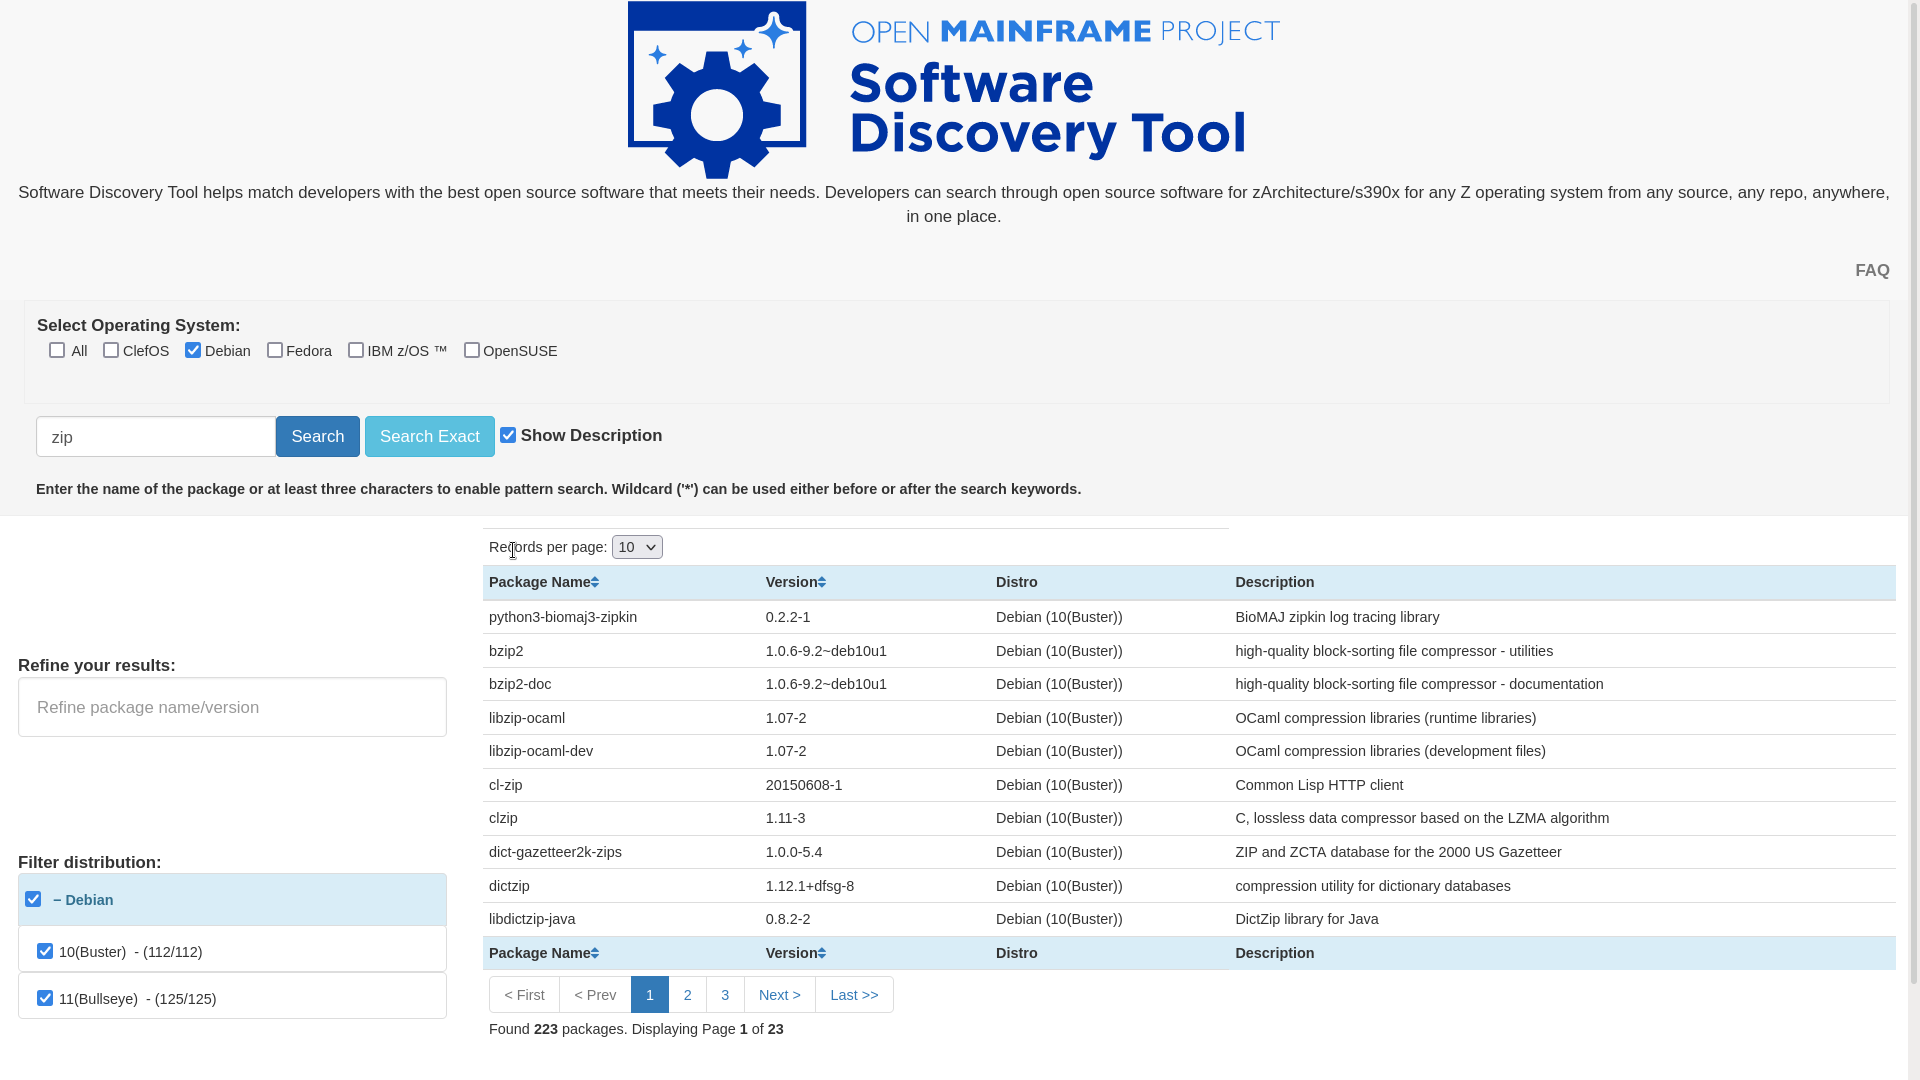 OPEN MAINFRAME PROJECT
Software
Discovery Tool
Software Discovery Tool helps match developers with the best open source software that meets their needs. Developers can search through open source software for zArchitecture/s390x for any Z operating system from any source, any repo, anywhere,
in one place.
FAQ
Select Operating System:
All ClefOS Debian Fedora IBM z/OS ™ OpenSUSE
zip Search Search Exact Show Description
Enter the name of the package or at least three characters to enable pattern search. Wildcard ('*') can be used either before or after the search keywords.
Refine your results:
Refine package name/version
Filter distribution:
– Debian
10(Buster) - (112/112)
11(Bullseye) - (125/125)
Records per page: 10
Package Name Version Distro Description
python3-biomaj3-zipkin 0.2.2-1 Debian (10(Buster)) BioMAJ zipkin log tracing library
bzip2 1.0.6-9.2~deb10u1 Debian (10(Buster)) high-quality block-sorting file compressor - utilities
bzip2-doc 1.0.6-9.2~deb10u1 Debian (10(Buster)) high-quality block-sorting file compressor - documentation
libzip-ocaml 1.07-2 Debian (10(Buster)) OCaml compression libraries (runtime libraries)
libzip-ocaml-dev 1.07-2 Debian (10(Buster)) OCaml compression libraries (development files)
cl-zip 20150608-1 Debian (10(Buster)) Common Lisp HTTP client
clzip 1.11-3 Debian (10(Buster)) C, lossless data compressor based on the LZMA algorithm
dict-gazetteer2k-zips 1.0.0-5.4 Debian (10(Buster)) ZIP and ZCTA database for the 2000 US Gazetteer
dictzip 1.12.1+dfsg-8 Debian (10(Buster)) compression utility for dictionary databases
libdictzip-java 0.8.2-2 Debian (10(Buster)) DictZip library for Java
Package Name Version Distro Description
< First < Prev 1 2 3 Next > Last >>
Found 223 packages. Displaying Page 1 of 23